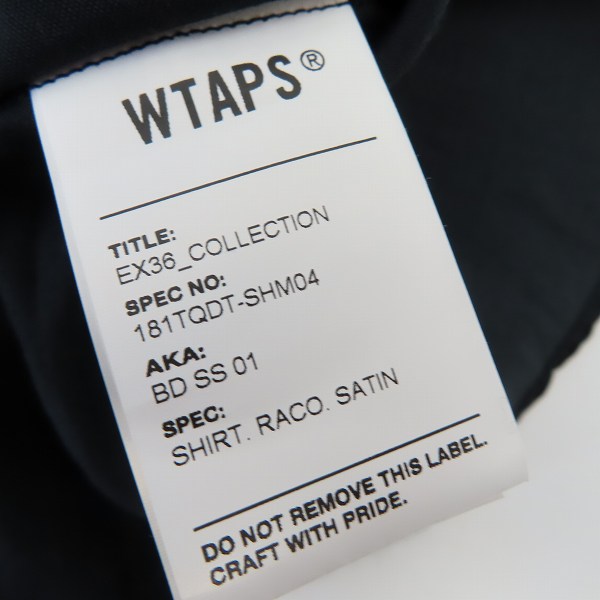 WTAPS®
TITLE:
EX36_COLLECTION
SPEC NO:
181TQDT-SHM04
AKA:
BD SS 01
SPEC:
SHIRT. RACO. SATIN
DO NOT REMOVE THIS LABEL.
CRAFT WITH PRIDE.